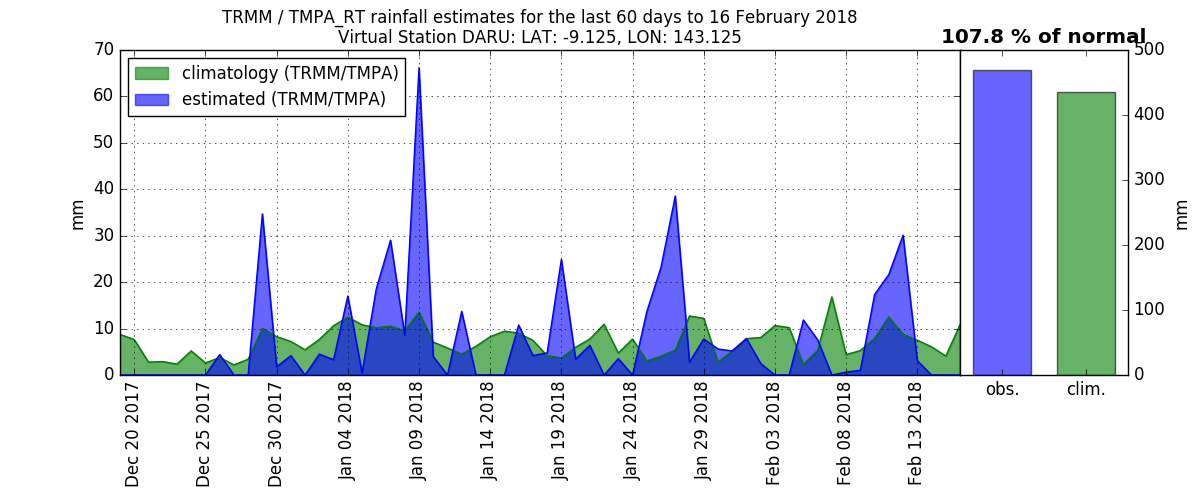 TRMM / TMPA_RT rainfall estimates for the last 60 days to 16 February 2018
Virtual Station DARU: LAT: -9.125, LON: 143.125
107.8 % of normal
climatology (TRMM/TMPA)
estimated (TRMM/TMPA)
70
60
50
40
30
20
10
0
mm
Dec 20 2017
Dec 25 2017
Dec 30 2017
Jan 04 2018
Jan 09 2018
Jan 14 2018
Jan 19 2018
Jan 24 2018
Jan 29 2018
Feb 03 2018
Feb 08 2018
Feb 13 2018
obs.
clim.
500
400
300
200
100
0
mm